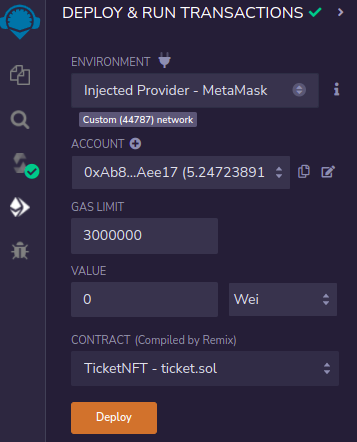 DEPLOY & RUN TRANSACTIONS
ENVIRONMENT
Injected Provider - MetaMask
Custom (44787) network
ACCOUNT
0xAb8...Aee17 (5.24723891
GAS LIMIT
3000000
VALUE
0 Wei
CONTRACT (Compiled by Remix)
TicketNFT - ticket.sol
Deploy